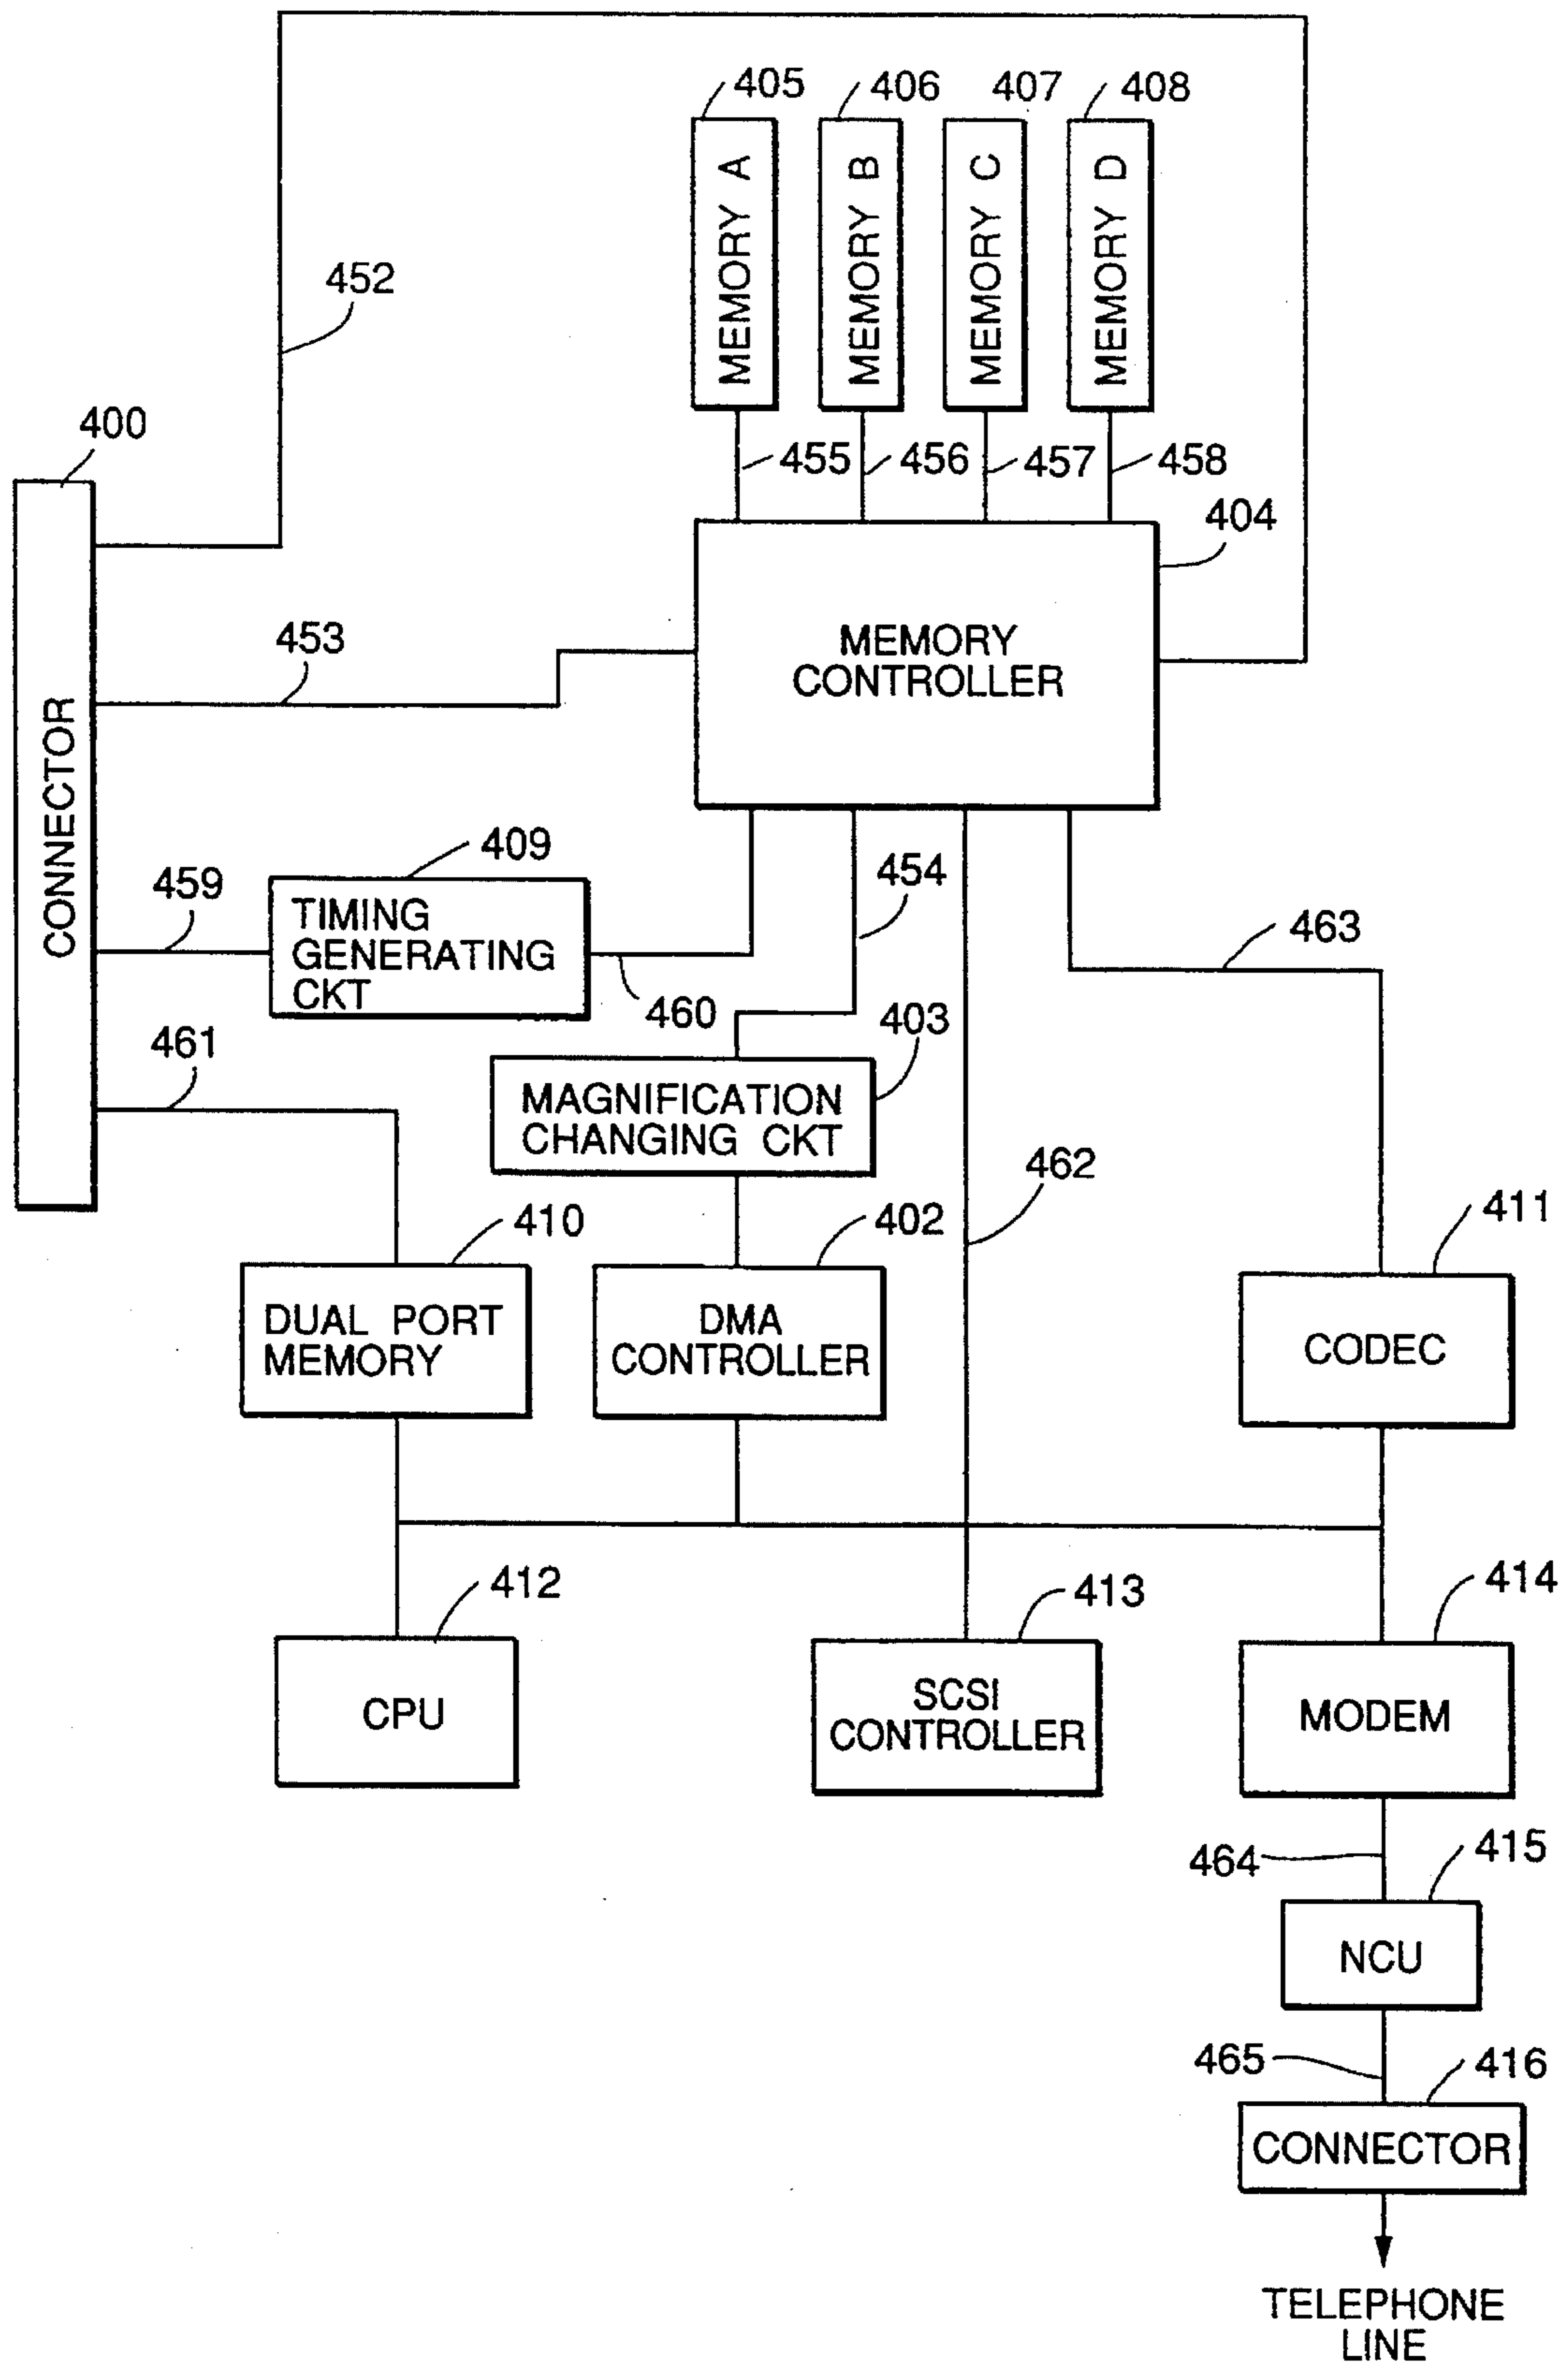 405
406
407
408
MEMORY A
MEMORY B
MEMORY C
MEMORY D
452
400
455
456
457
458
404
MEMORY
CONTROLLER
453
CONNECTOR
409
454
459
TIMING
GENERATING
CKT
463
460
403
461
MAGNIFICATION
CHANGING CKT
462
410
402
411
DUAL PORT
MEMORY
DMA
CONTROLLER
CODEC
412
413
414
CPU
SCSI
CONTROLLER
MODEM
464
415
NCU
465
416
CONNECTOR
TELEPHONE
LINE